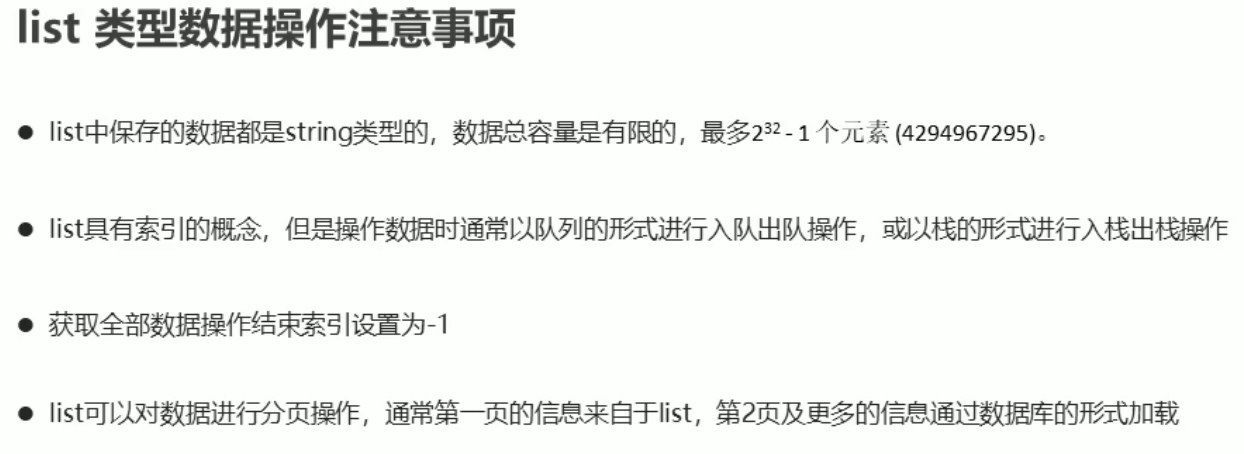 list 类型数据操作注意事项
● list中保存的数据都是string类型的，数据总容量是有限的，最多2³² - 1 个元素 (4294967295)。
● list具有索引的概念，但是操作数据时通常以队列的形式进行入队出队操作，或以栈的形式进行入栈出栈操作
● 获取全部数据操作结束索引设置为-1
● list可以对数据进行分页操作，通常第一页的信息来自于list，第2页及更多的信息通过数据库的形式加载